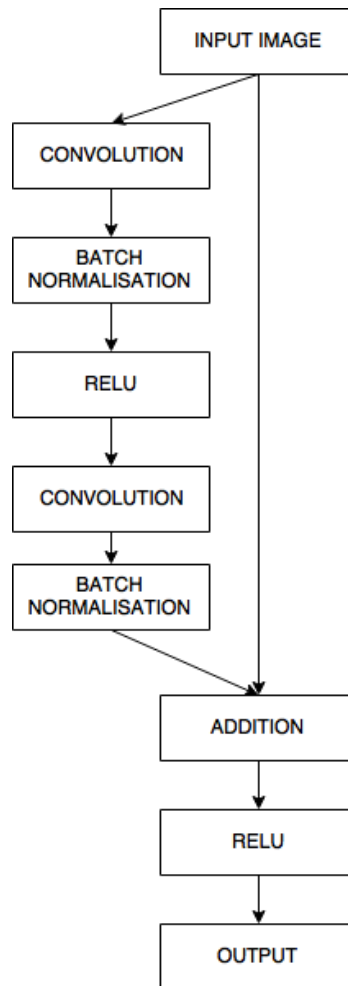 INPUT IMAGE
CONVOLUTION
BATCH
NORMALISATION
RELU
CONVOLUTION
BATCH
NORMALISATION
ADDITION
RELU
OUTPUT